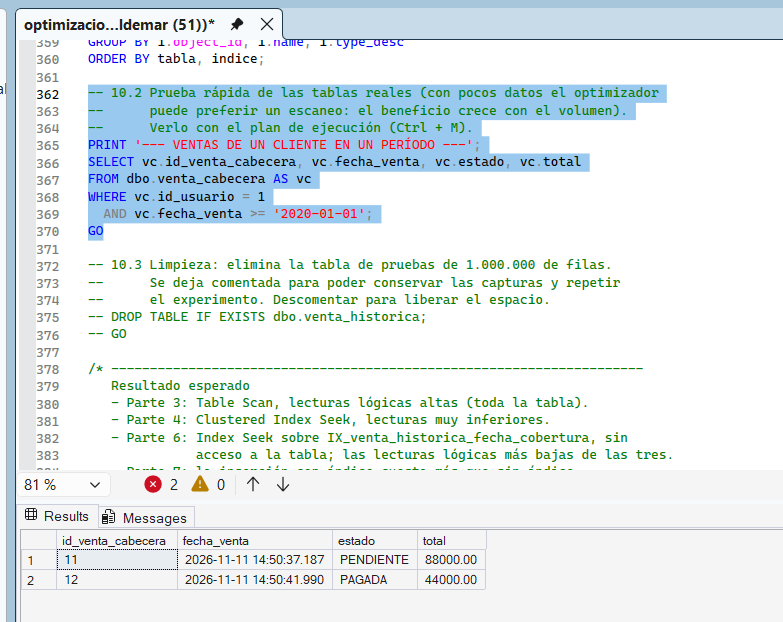 optimizacio...ldemar (51))*
359 GROUP BY i.object_id, i.name, i.type_desc
360 ORDER BY tabla, indice;
361
362 -- 10.2 Prueba rápida de las tablas reales (con pocos datos el optimizador
363 --      puede preferir un escaneo: el beneficio crece con el volumen).
364 --      Verlo con el plan de ejecución (Ctrl + M).
365 PRINT '--- VENTAS DE UN CLIENTE EN UN PERÍODO ---';
366 SELECT vc.id_venta_cabecera, vc.fecha_venta, vc.estado, vc.total
367 FROM dbo.venta_cabecera AS vc
368 WHERE vc.id_usuario = 1
369   AND vc.fecha_venta >= '2020-01-01';
370 GO
371
372 -- 10.3 Limpieza: elimina la tabla de pruebas de 1.000.000 de filas.
373 --      Se deja comentada para poder conservar las capturas y repetir
374 --      el experimento. Descomentar para liberar el espacio.
375 -- DROP TABLE IF EXISTS dbo.venta_historica;
376 -- GO
377
378 /* ---------------------------------------------------------------------
379    Resultado esperado
380    - Parte 3: Table Scan, lecturas lógicas altas (toda la tabla).
381    - Parte 4: Clustered Index Seek, lecturas muy inferiores.
382    - Parte 6: Index Seek sobre IX_venta_historica_fecha_cobertura, sin
383               acceso a la tabla; las lecturas lógicas más bajas de las tres.
81 % 2 0
Results Messages
id_venta_cabecera fecha_venta estado total
1 11 2026-11-11 14:50:37.187 PENDIENTE 88000.00
2 12 2026-11-11 14:50:41.990 PAGADA 44000.00